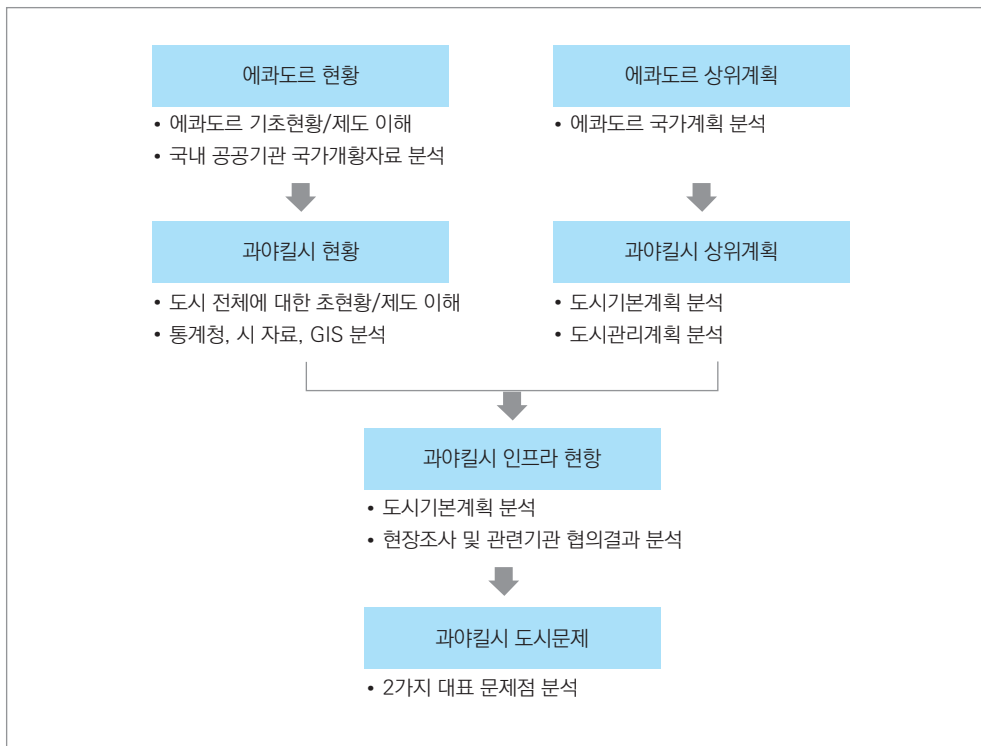 에콰도르 현황
• 에콰도르 기초현황/제도 이해
• 국내 공공기관 국가개황자료 분석
에콰도르 상위계획
• 에콰도르 국가계획 분석
과야킬시 현황
• 도시 전체에 대한 초현황/제도 이해
• 통계청, 시 자료, GIS 분석
과야킬시 상위계획
• 도시기본계획 분석
• 도시관리계획 분석
과야킬시 인프라 현항
• 도시기본계획 분석
• 현장조사 및 관련기관 협의결과 분석
과야킬시 도시문제
• 2가지 대표 문제점 분석